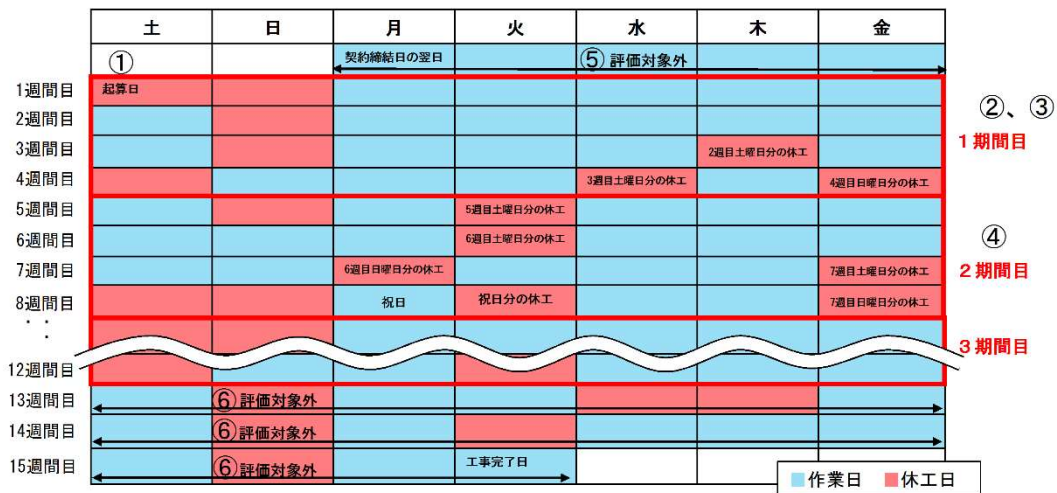 土 日 月 火 水 木 金
① 契約締結日の翌日 ⑤評価対象外
1週間目 起算日
2週間目 ②、③
3週間目 2週目土曜日分の休工 1期間目
4週間目 3週目土曜日分の休工 4週目日曜日分の休工
5週間目 5週目土曜日分の休工
6週間目 6週目土曜日分の休工 ④
7週間目 6週目日曜日分の休工 7週目土曜日分の休工 2期間目
8週間目 祝日 祝日分の休工 7週目日曜日分の休工
・
・ 3期間目
12週間目
13週間目 ⑥評価対象外
14週間目 ⑥評価対象外
15週間目 ⑥評価対象外 工事完了日
作業日 休工日